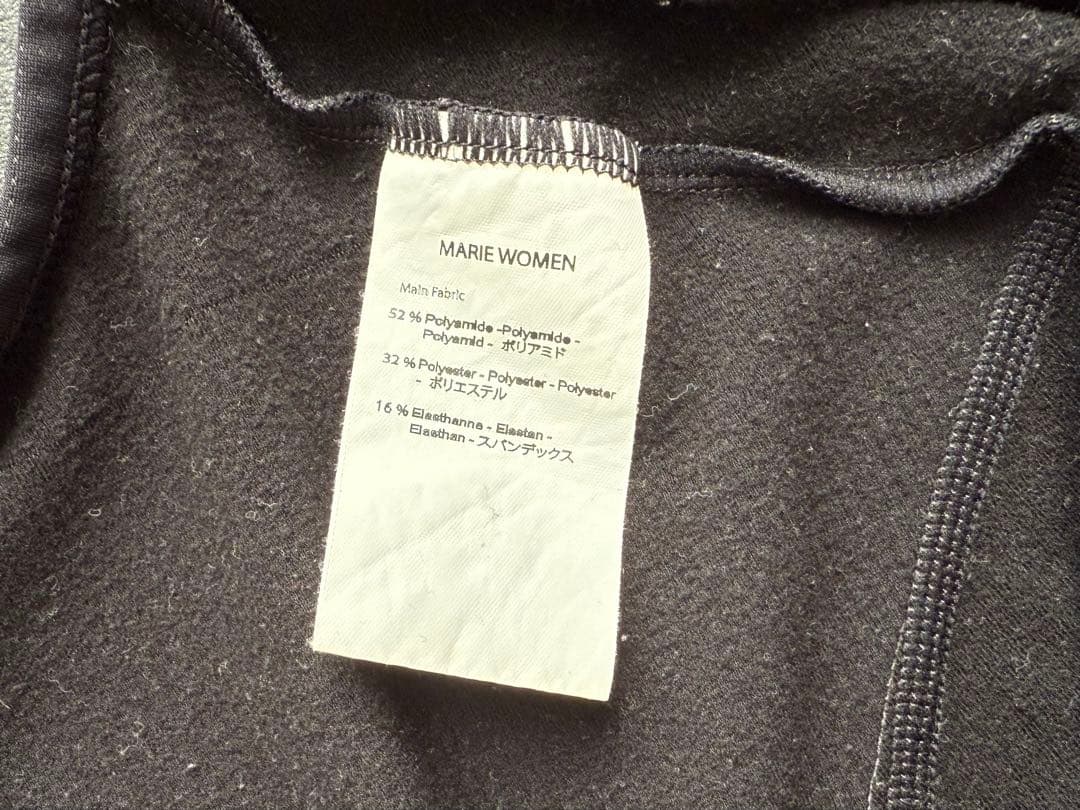 MARIE WOMEN
Main Fabric
52 % Polyamide -Polyamide -
Polyamid - ポリアミド
32 % Polyester - Polyester - Polyester
- ポリエステル
16 % Elasthanne - Elastan -
Elasthan - スパンデックス